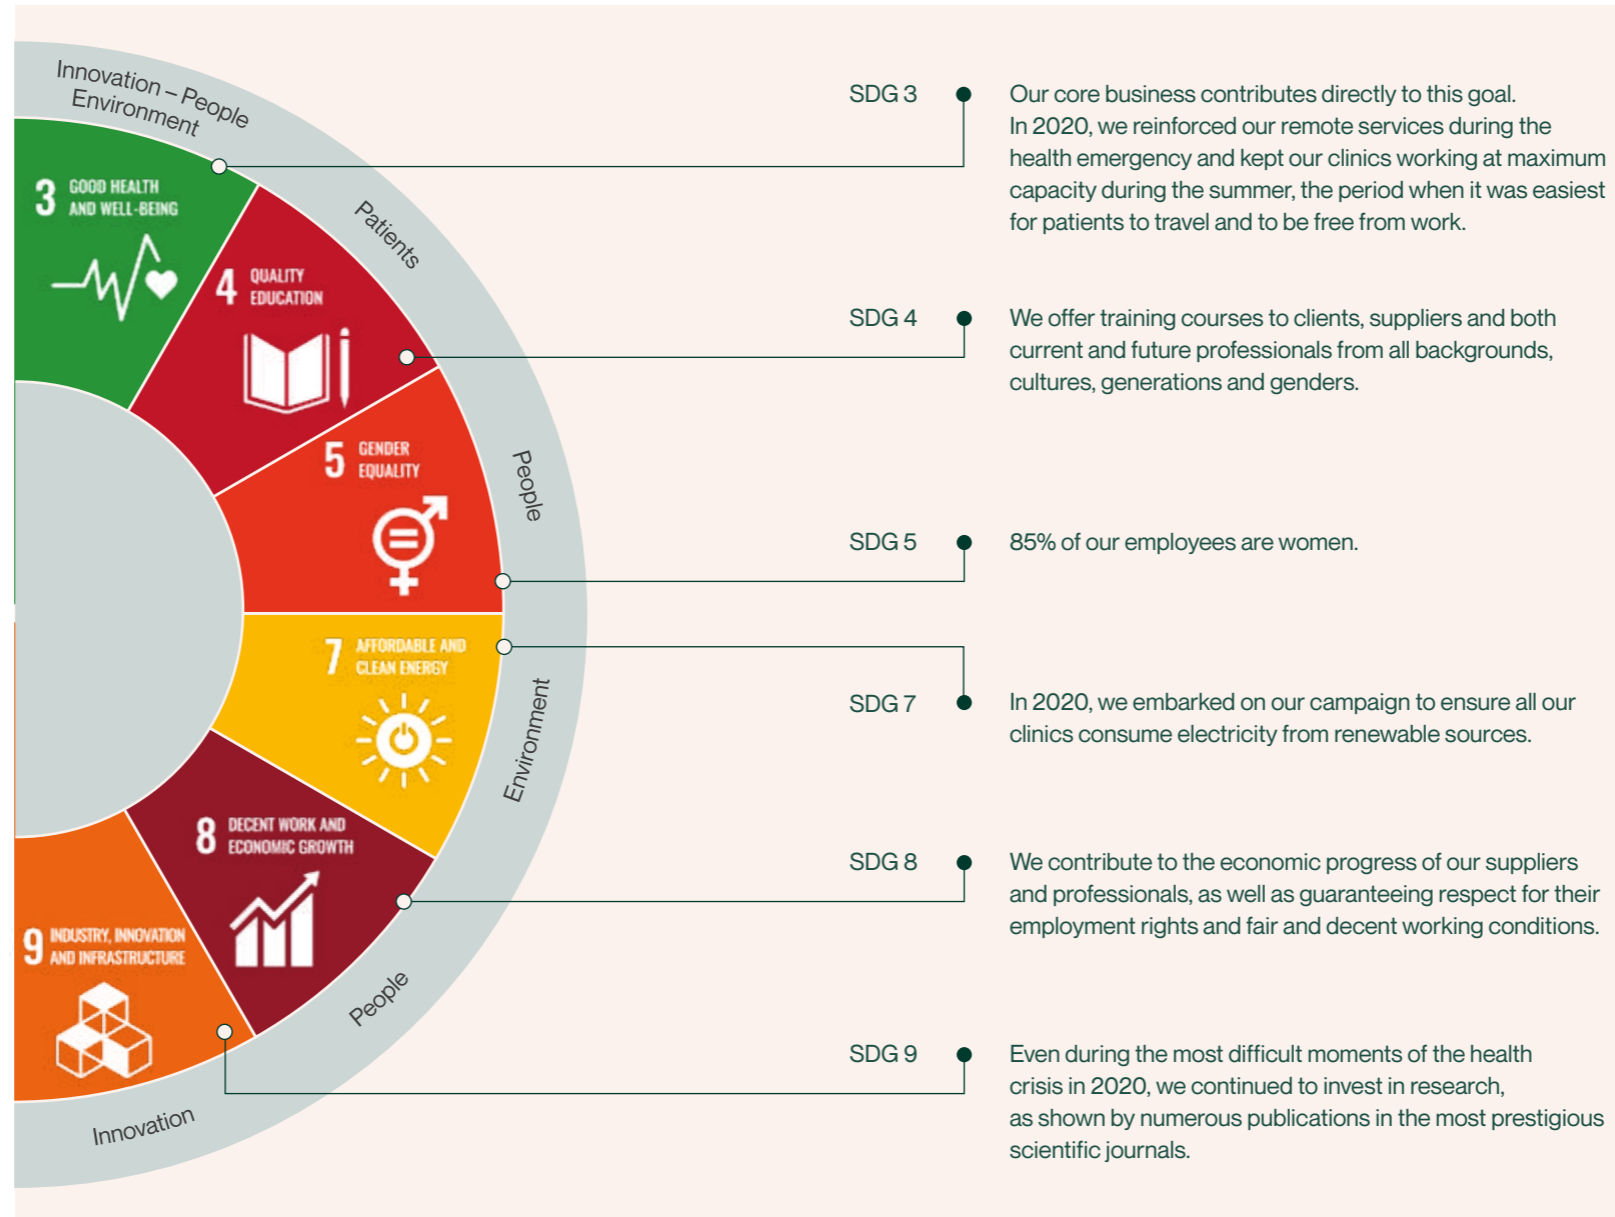 Innovation – People
Environment
3 GOOD HEALTH
AND WELL-BEING
Patients
4 QUALITY
EDUCATION
People
5 GENDER
EQUALITY
Environment
7 AFFORDABLE AND
CLEAN ENERGY
People
8 DECENT WORK AND
ECONOMIC GROWTH
Innovation
9 INDUSTRY, INNOVATION
AND INFRASTRUCTURE
SDG 3
Our core business contributes directly to this goal.
In 2020, we reinforced our remote services during the
health emergency and kept our clinics working at maximum
capacity during the summer, the period when it was easiest
for patients to travel and to be free from work.
SDG 4
We offer training courses to clients, suppliers and both
current and future professionals from all backgrounds,
cultures, generations and genders.
SDG 5
85% of our employees are women.
SDG 7
In 2020, we embarked on our campaign to ensure all our
clinics consume electricity from renewable sources.
SDG 8
We contribute to the economic progress of our suppliers
and professionals, as well as guaranteeing respect for their
employment rights and fair and decent working conditions.
SDG 9
Even during the most difficult moments of the health
crisis in 2020, we continued to invest in research,
as shown by numerous publications in the most prestigious
scientific journals.